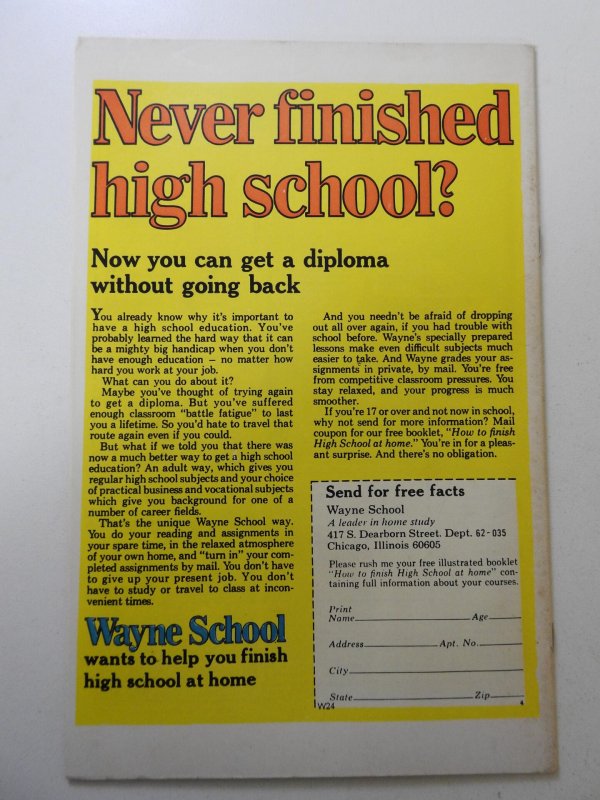 Never finished
high school?
Now you can get a diploma
without going back
You already know why it's important to
have a high school education. You've
probably learned the hard way that it can
be a mighty big handicap when you don't
have enough education – no matter how
hard you work at your job.
What can you do about it?
Maybe you've thought of trying again
to get a diploma. But you've suffered
enough classroom "battle fatigue" to last
you a lifetime. So you'd hate to travel that
route again even if you could.
But what if we told you that there was
now a much better way to get a high school
education? An adult way, which gives you
regular high school subjects and your choice
of practical business and vocational subjects
which give you background for one of a
number of career fields.
That's the unique Wayne School way.
You do your reading and assignments in
your spare time, in the relaxed atmosphere
of your own home, and "turn in" your com-
pleted assignments by mail. You don't have
to give up your present job. You don't
have to study or travel to class at incon-
venient times.
Wayne School
wants to help you finish
high school at home
And you needn't be afraid of dropping
out all over again, if you had trouble with
school before. Wayne's specially prepared
lessons make even difficult subjects much
easier to take. And Wayne grades your as-
signments in private, by mail. You're free
from competitive classroom pressures. You
stay relaxed, and your progress is much
smoother.
If you're 17 or over and not now in school,
why not send for more information? Mail
coupon for our free booklet, "How to finish
High School at home." You're in for a pleas-
ant surprise. And there's no obligation.
Send for free facts
Wayne School
A leader in home study
417 S. Dearborn Street. Dept. 62-035
Chicago, Illinois 60605
Please rush me your free illustrated booklet
"How to finish High School at home" con-
taining full information about your courses.
Print
Name Age
Address Apt. No.
City
State Zip
W24 4